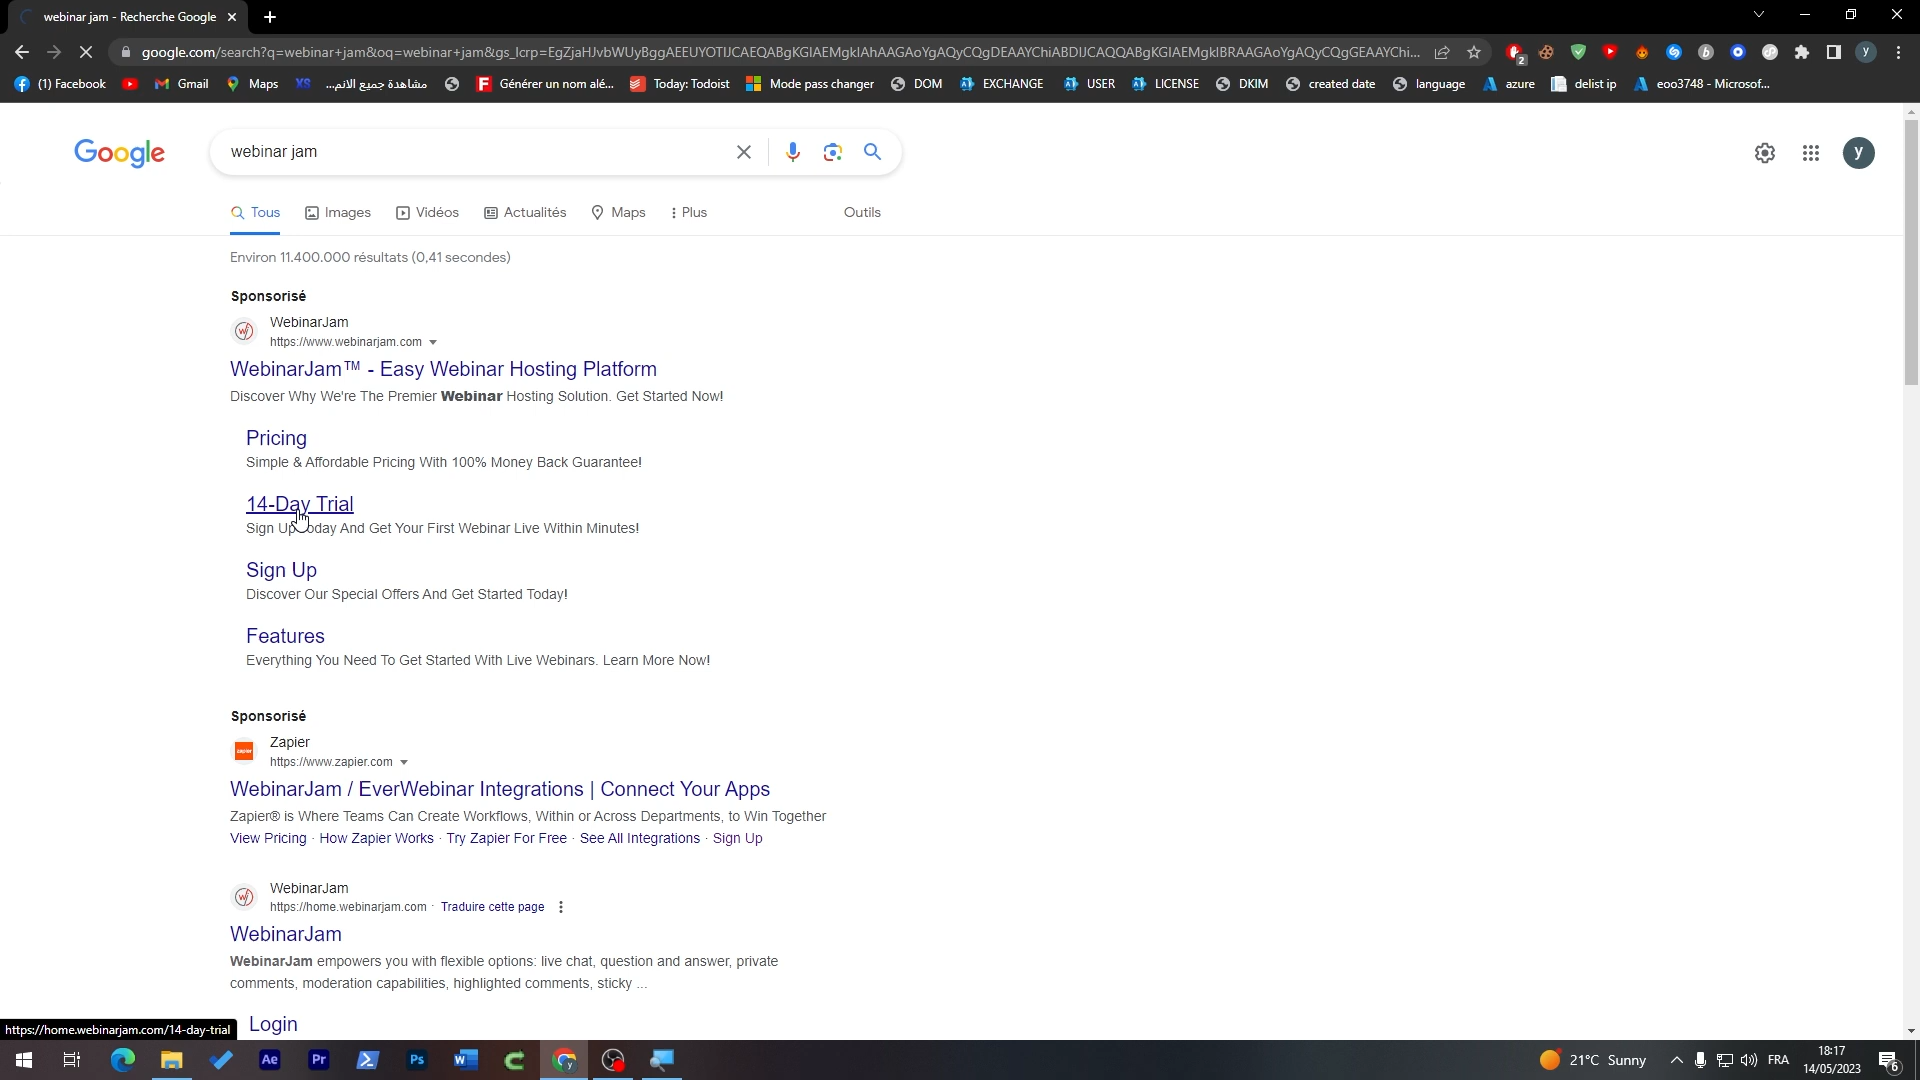 webinar jam - Recherche Google
google.com/search?q=webinar+jam&oq=webinar+jam&gs_lcrp=EgZjaHJvbWUyBggAEEUYOTIJCAEQABgKGIAEMgkIAhAAGAoYgAQyCQgDEAAYChiABDIJCAQQABgKGIAEMgkIBRAAGAoYgAQyCQgGEAAYChi...
2
(1) Facebook
Gmail
Maps
XS
مشاهدة جميع الانم...
Générer un nom alé...
Today: Todoist
Mode pass changer
DOM
EXCHANGE
USER
LICENSE
DKIM
created date
language
azure
delist ip
eoo3748 - Microsof...
Google
webinar jam
y
Tous
Images
Vidéos
Actualités
Maps
Plus
Outils
Environ 11.400.000 résultats (0,41 secondes)
Sponsorisé
WebinarJam
https://www.webinarjam.com
WebinarJam™ - Easy Webinar Hosting Platform
Discover Why We're The Premier Webinar Hosting Solution. Get Started Now!
Pricing
Simple & Affordable Pricing With 100% Money Back Guarantee!
14-Day Trial
Sign Up Today And Get Your First Webinar Live Within Minutes!
Sign Up
Discover Our Special Offers And Get Started Today!
Features
Everything You Need To Get Started With Live Webinars. Learn More Now!
Sponsorisé
Zapier
https://www.zapier.com
WebinarJam / EverWebinar Integrations | Connect Your Apps
Zapier® is Where Teams Can Create Workflows, Within or Across Departments, to Win Together
View Pricing · How Zapier Works · Try Zapier For Free · See All Integrations · Sign Up
WebinarJam
https://home.webinarjam.com · Traduire cette page
WebinarJam
WebinarJam empowers you with flexible options: live chat, question and answer, private
comments, moderation capabilities, highlighted comments, sticky ...
Login
https://home.webinarjam.com/14-day-trial
Ae
Pr
Ps
21°C Sunny
FRA
18:17
14/05/2023
6